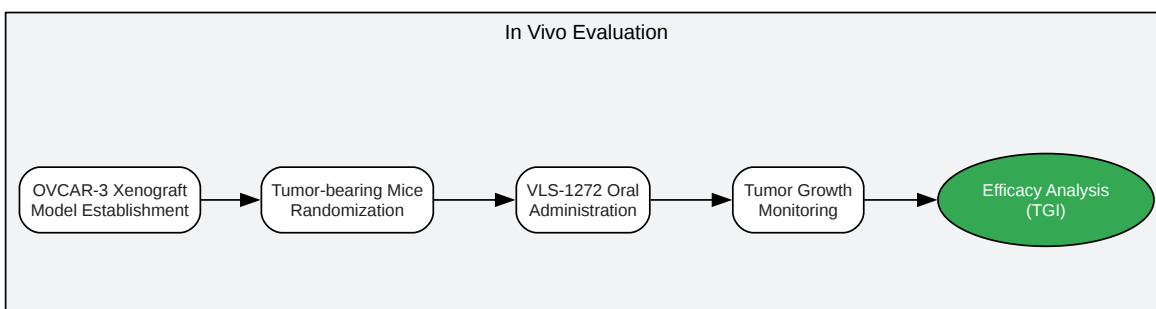 In Vivo Evaluation
OVCAR-3 Xenograft
Model Establishment
Tumor-bearing Mice
Randomization
VLS-1272 Oral
Administration
Tumor Growth
Monitoring
Efficacy Analysis
(TGI)